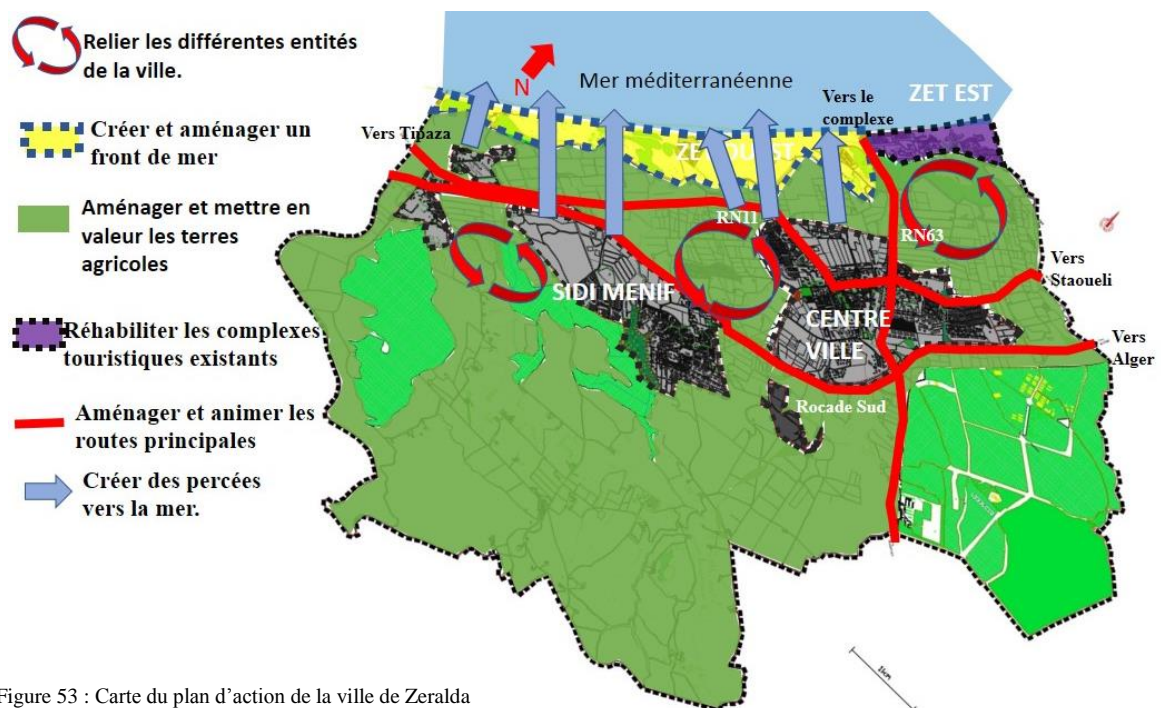 Relier les différentes entités
de la ville.
Créer et aménager un
front de mer
Aménager et mettre en
valeur les terres
agricoles
Réhabiliter les complexes
touristiques existants
Aménager et animer les
routes principales
Créer des percées
vers la mer.
N
Mer méditerranéenne
Vers le
complexe
ZET EST
Vers Tipaza
RN11
RN63
Vers
Staoueli
SIDI MENIF
CENTRE
VILLE
Vers
Alger
Rocade Sud
1km
Figure 53 : Carte du plan d’action de la ville de Zeralda